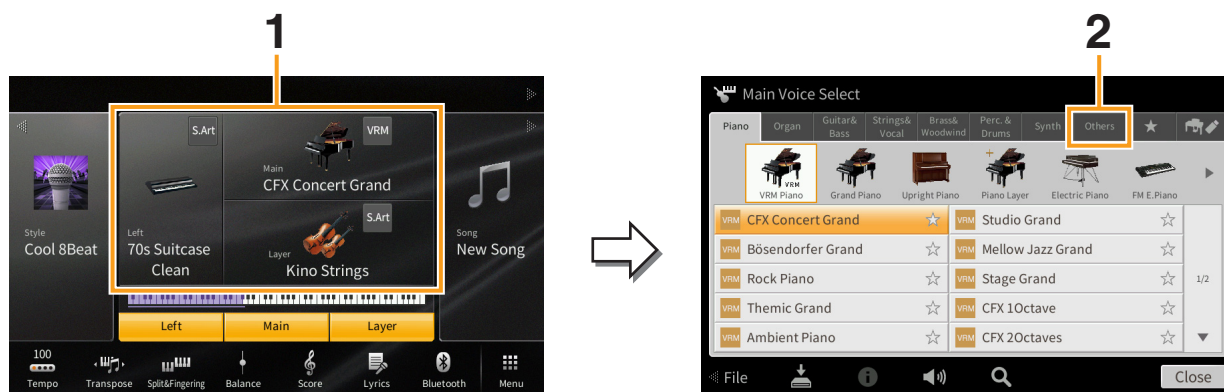 1
S.Art
VRM
Main
CFX Concert Grand
S.Art
Style
Cool 8Beat
Left
70s Suitcase
Clean
Layer
Kino Strings
Song
New Song
Left
Main
Layer
100
Tempo
Transpose
Split&Fingering
Balance
Score
Lyrics
Bluetooth
Menu
2
Main Voice Select
Piano
Organ
Guitar&
Bass
Strings&
Vocal
Brass&
Woodwind
Perc. &
Drums
Synth
Others
VRM
VRM Piano
Grand Piano
Upright Piano
Piano Layer
Electric Piano
FM E.Piano
VRM CFX Concert Grand
VRM Studio Grand
VRM Bösendorfer Grand
VRM Mellow Jazz Grand
VRM Rock Piano
VRM Stage Grand
1/2
VRM Themic Grand
VRM CFX 1Octave
VRM Ambient Piano
VRM CFX 2Octaves
File
Close